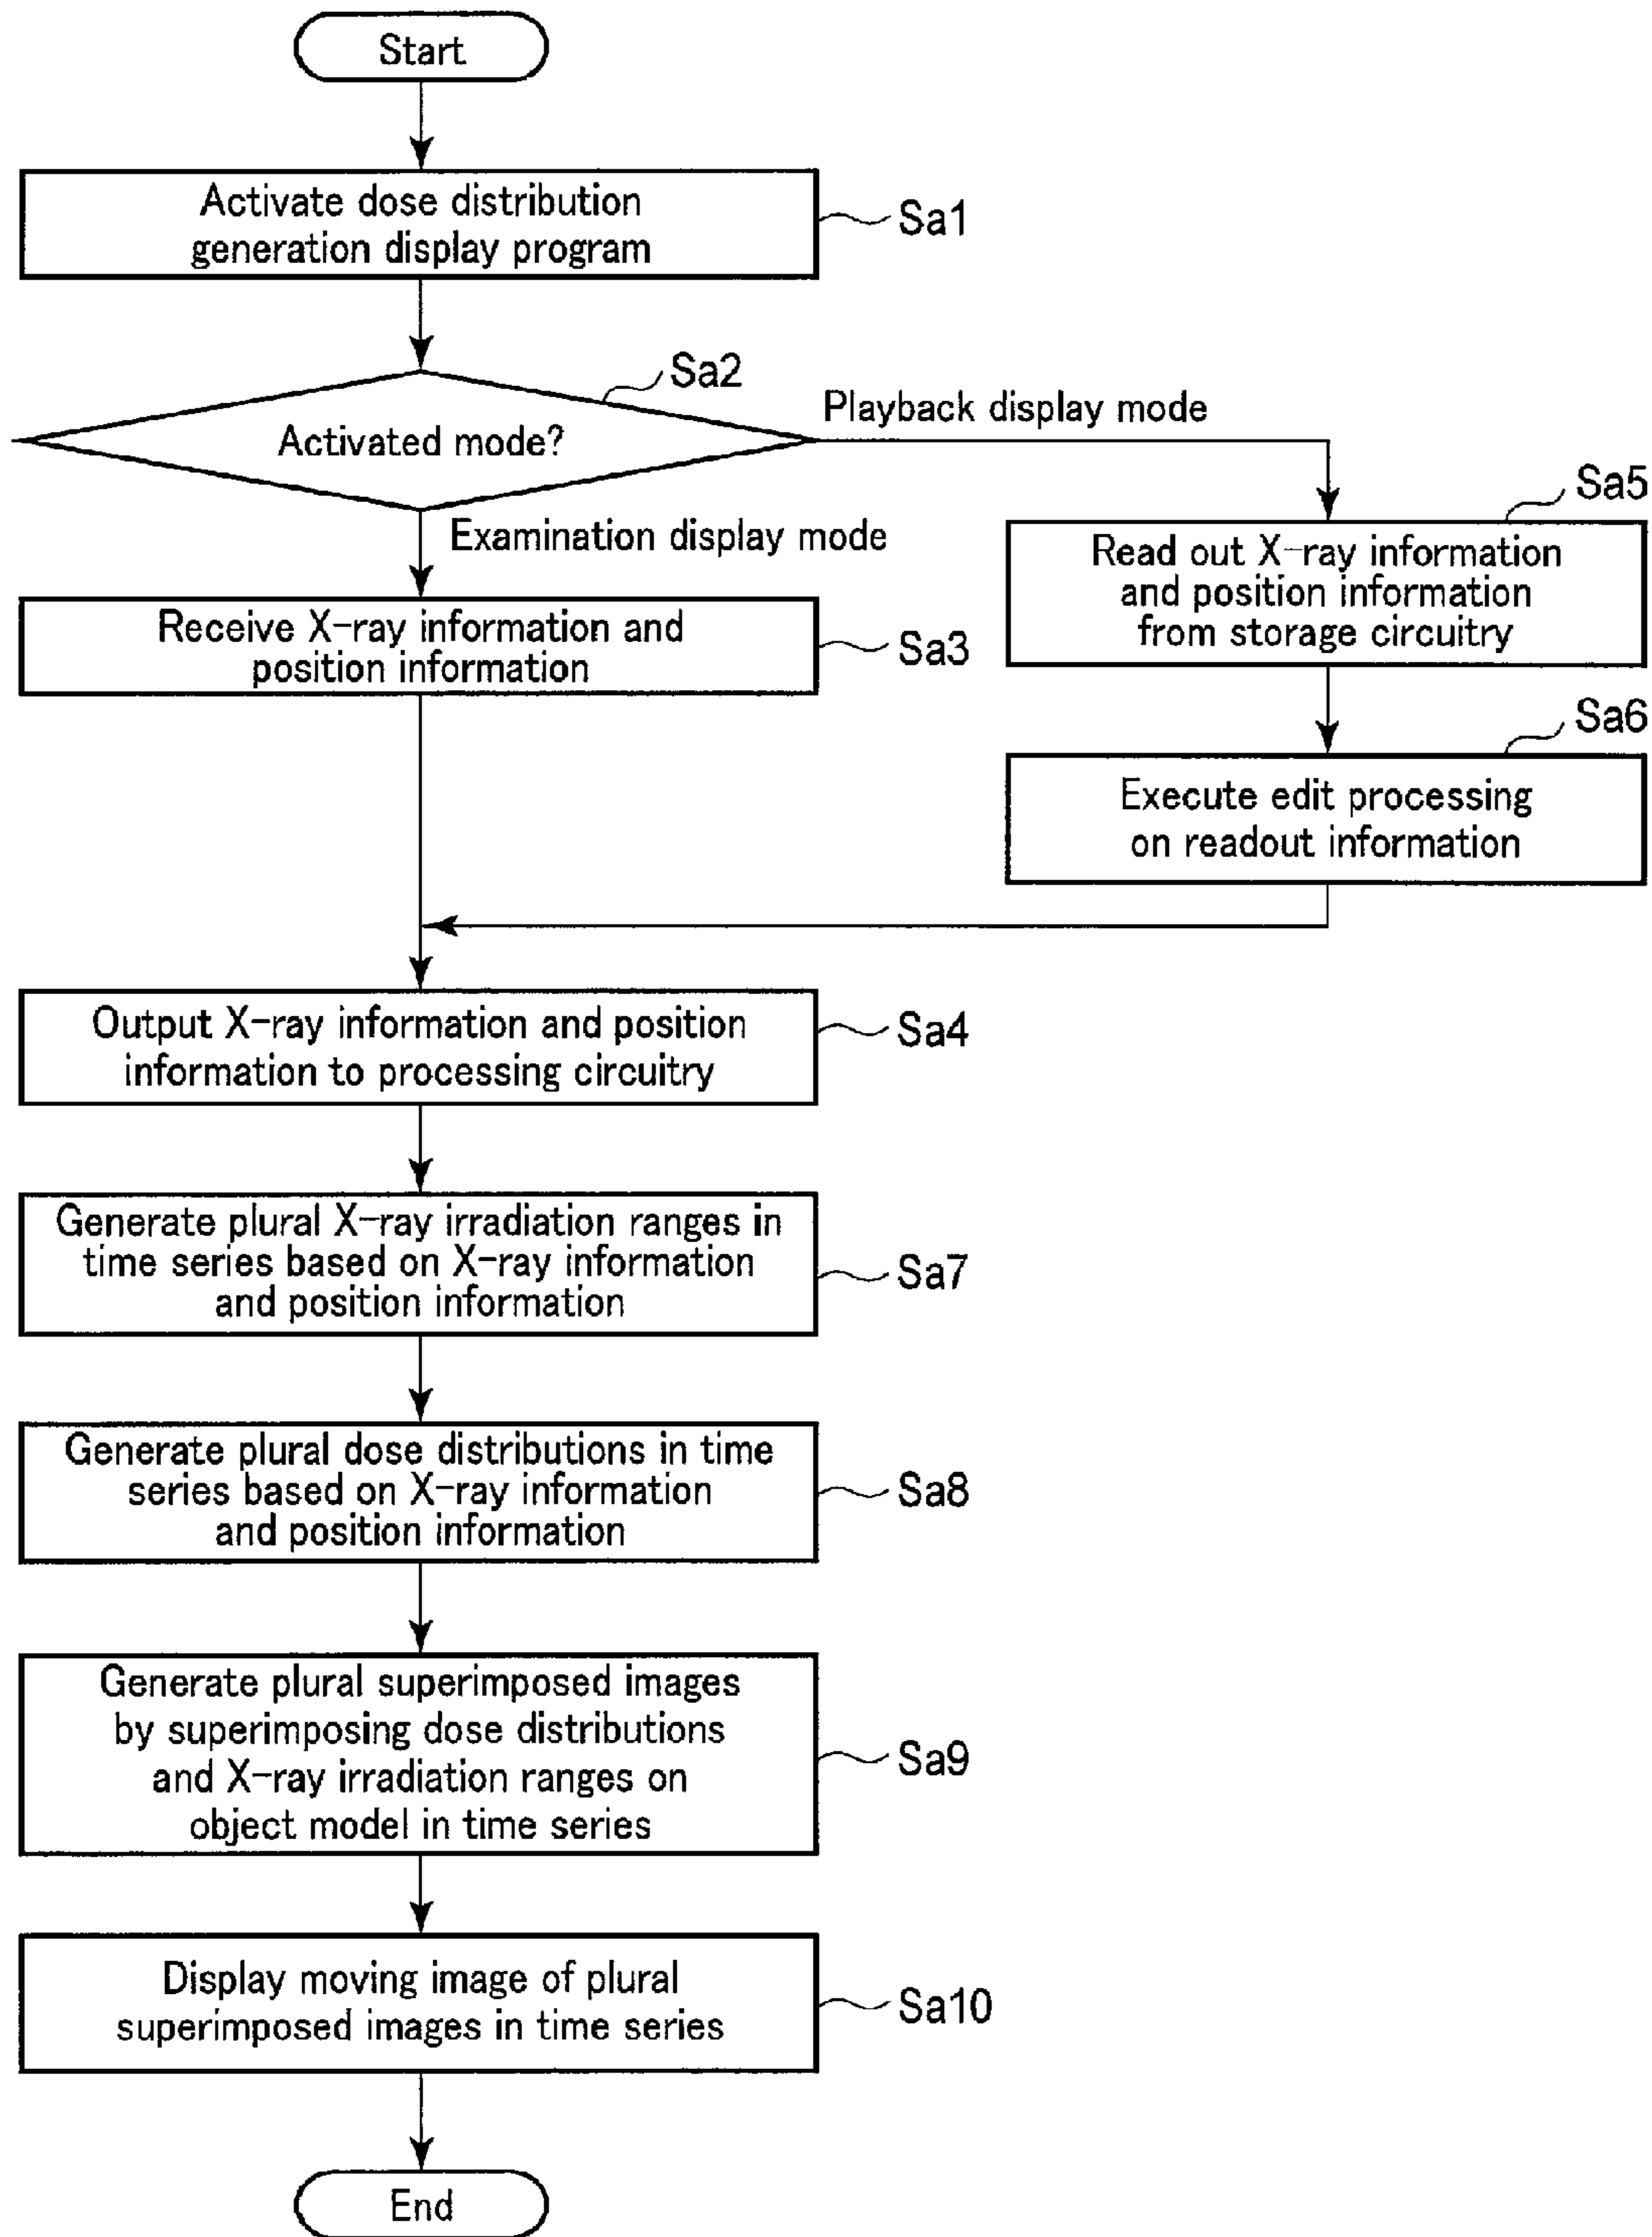 Start
Activate dose distribution
generation display program
Sa1
Sa2
Activated mode?
Playback display mode
Examination display mode
Receive X-ray information and
position information
Sa3
Sa5
Read out X-ray information
and position information
from storage circuitry
Sa6
Execute edit processing
on readout information
Output X-ray information and position
information to processing circuitry
Sa4
Generate plural X-ray irradiation ranges in
time series based on X-ray information
and position information
Sa7
Generate plural dose distributions in time
series based on X-ray information
and position information
Sa8
Generate plural superimposed images
by superimposing dose distributions
and X-ray irradiation ranges on
object model in time series
Sa9
Display moving image of plural
superimposed images in time series
Sa10
End